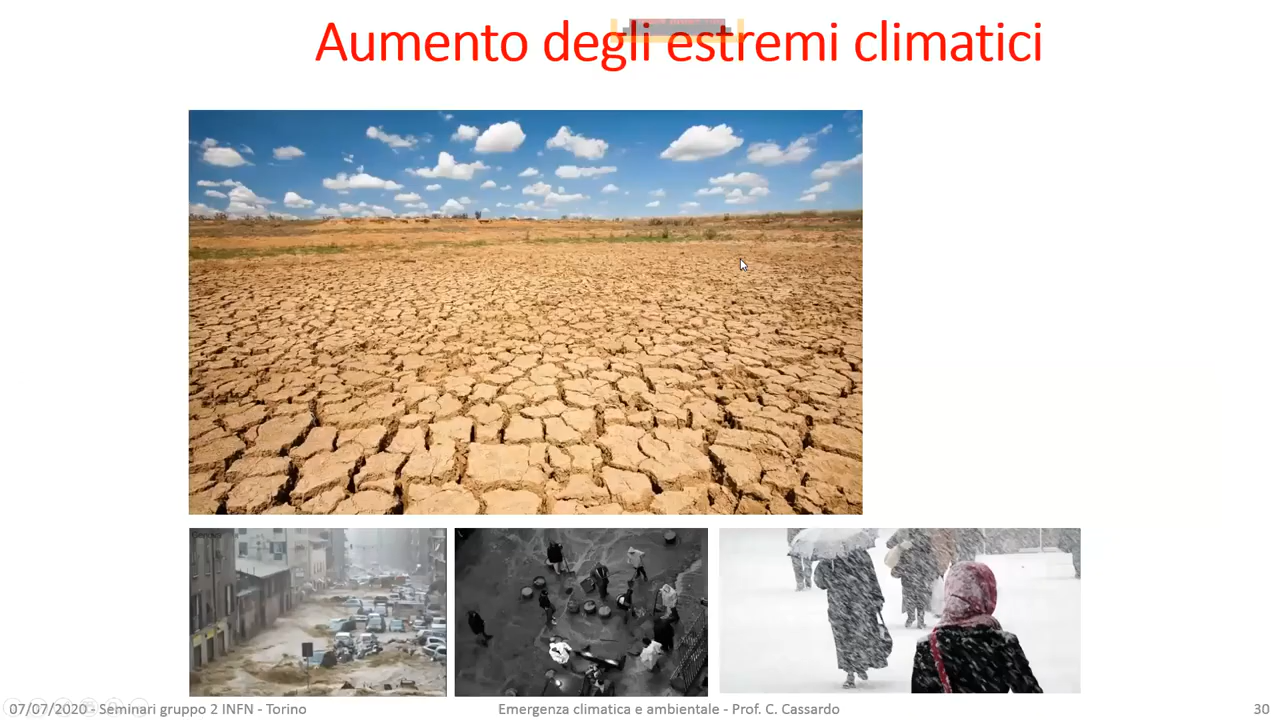 Aumento degli estremi climatici
07/07/2020 - Seminari gruppo 2 INFN - Torino
Emergenza climatica e ambientale - Prof. C. Cassardo
30